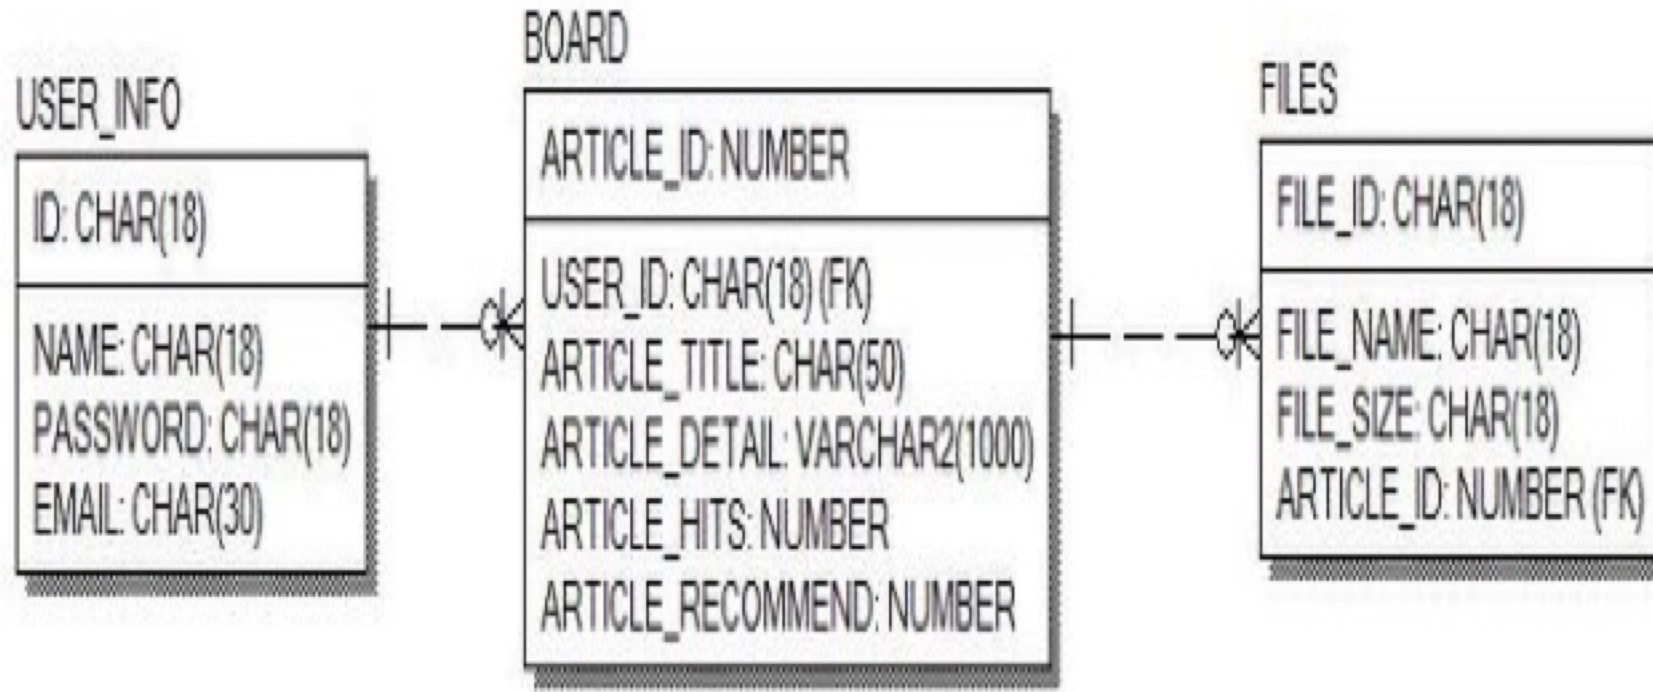 USER_INFO
ID: CHAR(18)
NAME: CHAR(18)
PASSWORD: CHAR(18)
EMAIL: CHAR(30)
BOARD
ARTICLE_ID: NUMBER
USER_ID: CHAR(18) (FK)
ARTICLE_TITLE: CHAR(50)
ARTICLE_DETAIL: VARCHAR2(1000)
ARTICLE_HITS: NUMBER
ARTICLE_RECOMMEND: NUMBER
FILES
FILE_ID: CHAR(18)
FILE_NAME: CHAR(18)
FILE_SIZE: CHAR(18)
ARTICLE_ID: NUMBER (FK)